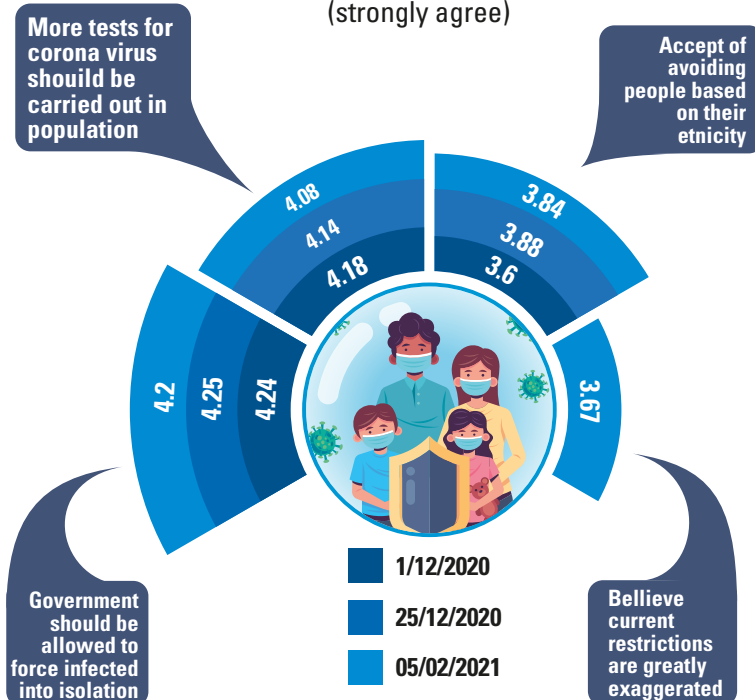 (strongly agree)
More tests for
corona virus
shouild be
carried out in
population
Accept of
avoiding
people based
on their
etnicity
4.08
4.14
4.18
3.84
3.88
3.6
4.2
4.25
4.24
3.67
Government
should be
allowed to
force infected
into isolation
1/12/2020
25/12/2020
05/02/2021
Bellieve
current
restrictions
are greatly
exaggerated